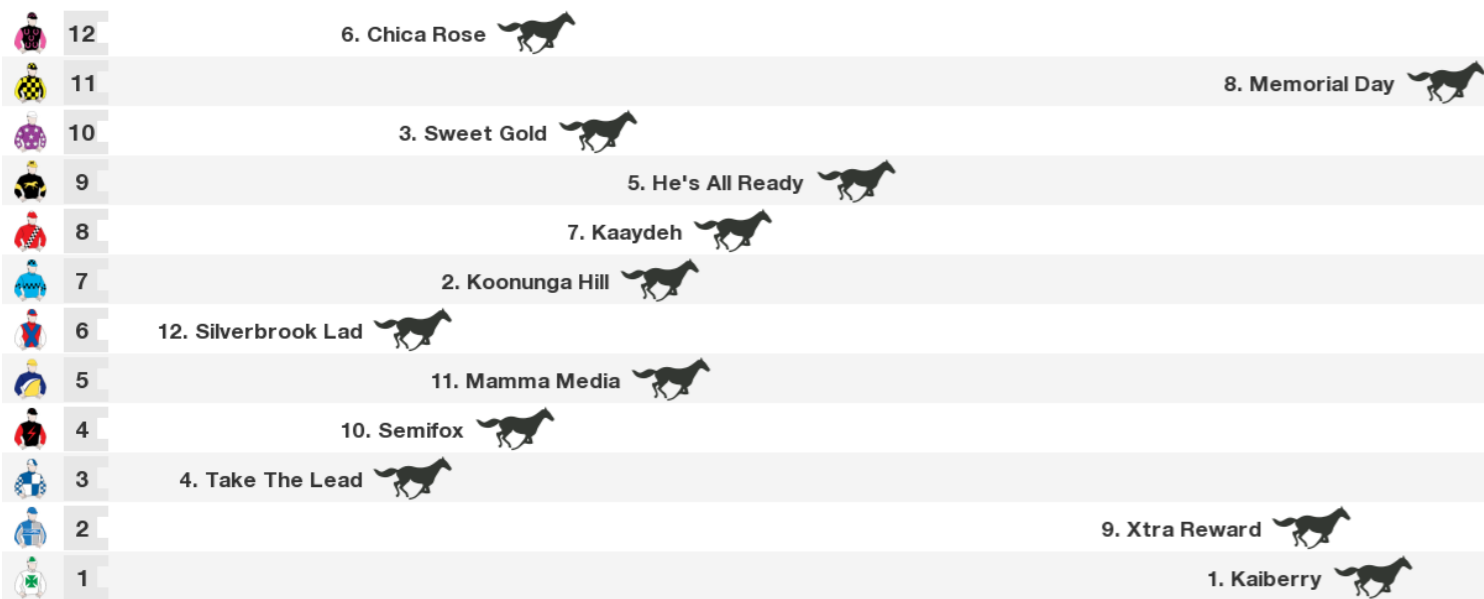 12 6. Chica Rose
11 8. Memorial Day
10 3. Sweet Gold
9 5. He's All Ready
8 7. Kaaydeh
7 2. Koonunga Hill
6 12. Silverbrook Lad
5 11. Mamma Media
4 10. Semifox
3 4. Take The Lead
2 9. Xtra Reward
1 1. Kaiberry